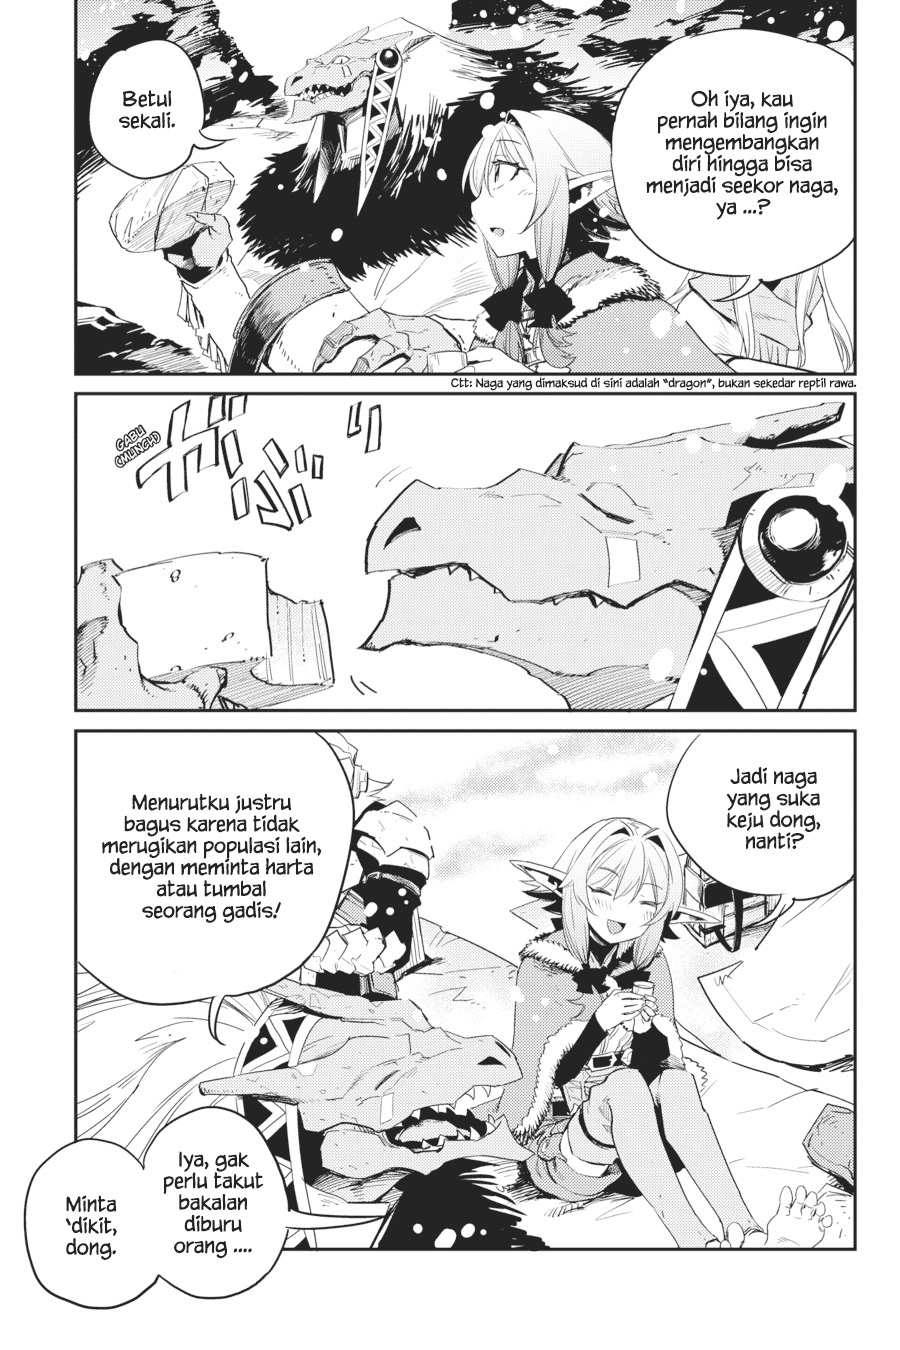 Oh iya, kau
pernah bilang ingin
mengembangkan
diri hingga bisa
menjadi seekor naga,
ya ...?
Betul
sekali.
Ctt: Naga yang dimaksud di sini adalah "dragon", bukan sekedar reptil rawa.
ガブッ
GABU
(MUNCH)
Jadi naga
yang suka
keju dong,
nanti?
Menurutku justru
bagus karena tidak
merugikan populasi lain,
dengan meminta harta
atau tumbal
seorang gadis!
Iya, gak
perlu takut
bakalan
diburu
orang ....
Minta
'dikit,
dong.